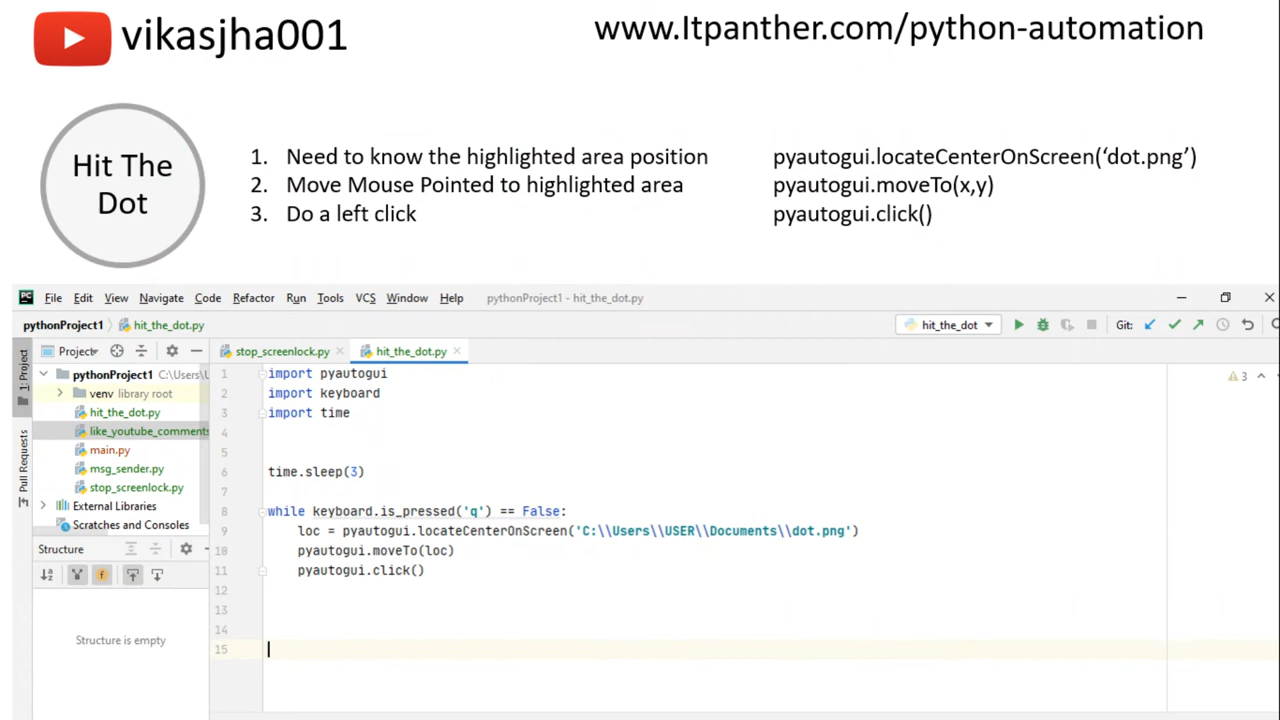 vikasjha001
www.ltpanther.com/python-automation
Hit The
Dot
1. Need to know the highlighted area position
2. Move Mouse Pointed to highlighted area
3. Do a left click
pyautogui.locateCenterOnScreen(‘dot.png’)
pyautogui.moveTo(x,y)
pyautogui.click()
PC File Edit View Navigate Code Refactor Run Tools VCS Window Help pythonProject1 - hit_the_dot.py
pythonProject1 hit_the_dot.py hit_the_dot Git:
1: Project
Pull Requests
Project
stop_screenlock.py hit_the_dot.py
pythonProject1 C:\Users\U
venv library root
hit_the_dot.py
like_youtube_comments
main.py
msg_sender.py
stop_screenlock.py
External Libraries
Scratches and Consoles
Structure
Structure is empty
3
1 import pyautogui
2 import keyboard
3 import time
4
5
6 time.sleep(3)
7
8 while keyboard.is_pressed('q') == False:
9 loc = pyautogui.locateCenterOnScreen('C:\\Users\\USER\\Documents\\dot.png')
10 pyautogui.moveTo(loc)
11 pyautogui.click()
12
13
14
15